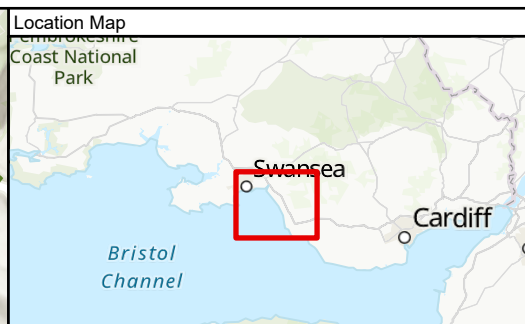 Location Map
Pembrokeshire
Coast National
Park
Swansea
Cardiff
Bristol
Channel